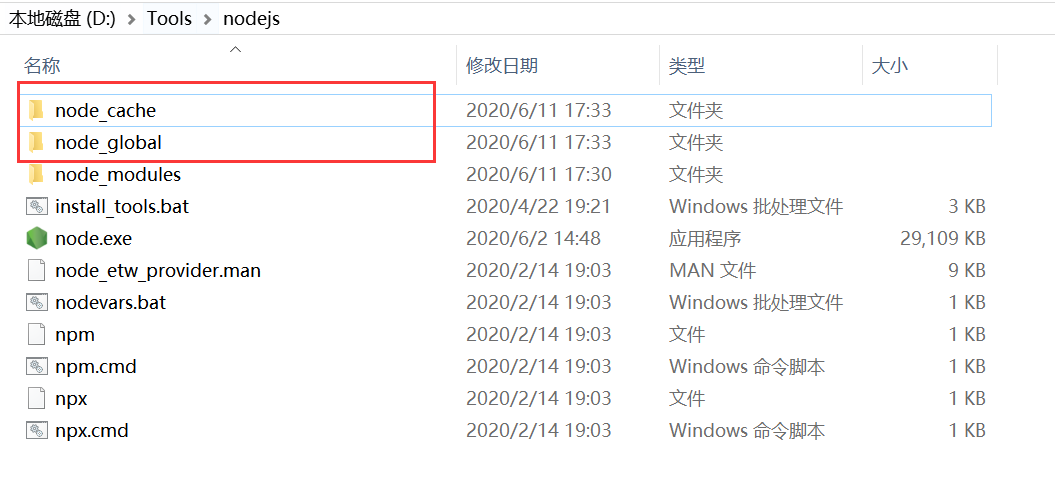 本地磁盘 (D:) > Tools > nodejs
名称 修改日期 类型 大小
node_cache 2020/6/11 17:33 文件夹
node_global 2020/6/11 17:33 文件夹
node_modules 2020/6/11 17:30 文件夹
install_tools.bat 2020/4/22 19:21 Windows 批处理文件 3 KB
node.exe 2020/6/2 14:48 应用程序 29,109 KB
node_etw_provider.man 2020/2/14 19:03 MAN 文件 9 KB
nodevars.bat 2020/2/14 19:03 Windows 批处理文件 1 KB
npm 2020/2/14 19:03 文件 1 KB
npm.cmd 2020/2/14 19:03 Windows 命令脚本 1 KB
npx 2020/2/14 19:03 文件 1 KB
npx.cmd 2020/2/14 19:03 Windows 命令脚本 1 KB